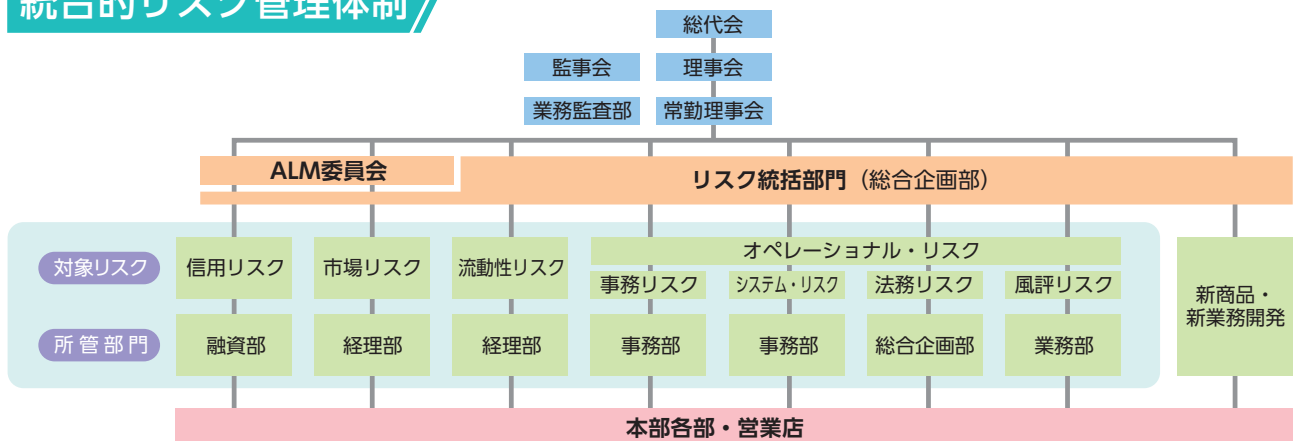 統合的リスク管理体制
総代会
監事会
理事会
業務監査部
常勤理事会
ALM委員会
リスク統括部門（総合企画部）
対象リスク
信用リスク
市場リスク
流動性リスク
オペレーショナル・リスク
事務リスク
システム・リスク
法務リスク
風評リスク
新商品・
新業務開発
所管部門
融資部
経理部
経理部
事務部
事務部
総合企画部
業務部
本部各部・営業店